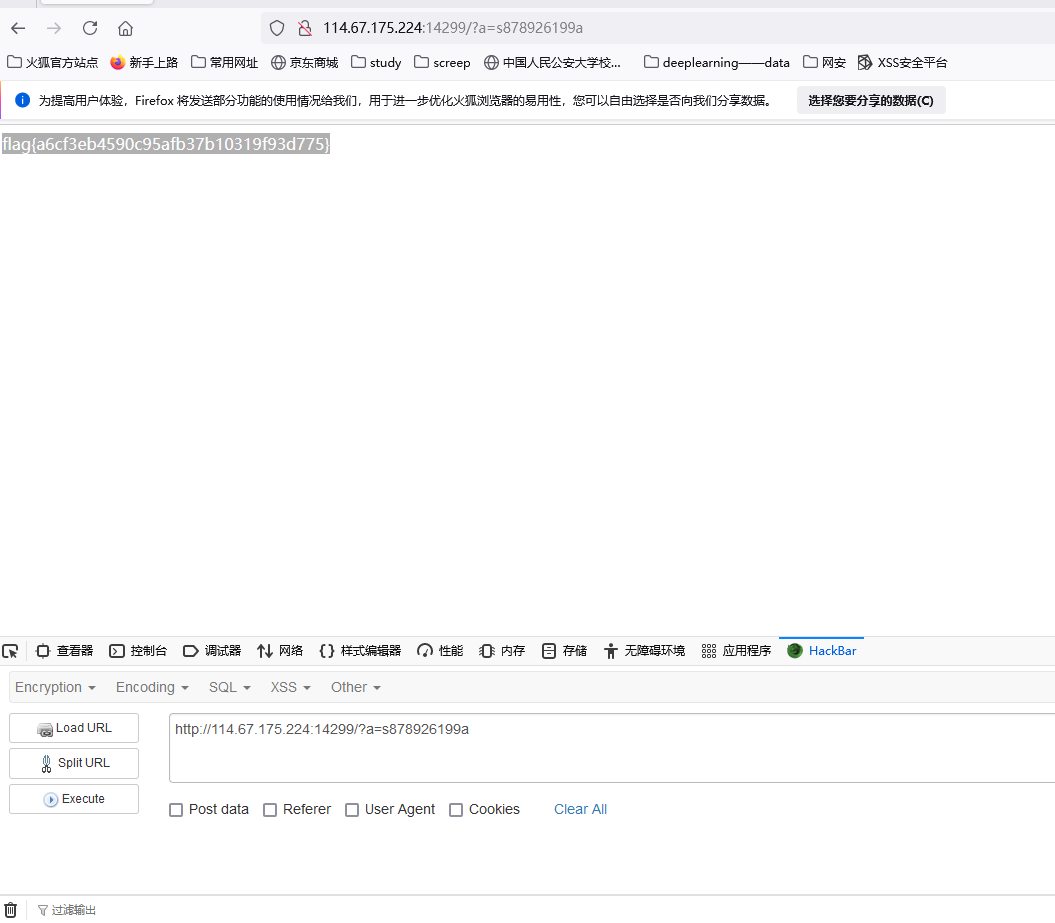 114.67.175.224:14299/?a=s878926199a
火狐官方站点 新手上路 常用网址 京东商城 study screep 中国人民公安大学校... deeplearning——data 网安 XSS安全平台
为提高用户体验，Firefox 将发送部分功能的使用情况给我们，用于进一步优化火狐浏览器的易用性，您可以自由选择是否向我们分享数据。 选择您要分享的数据(C)
flag{a6cf3eb4590c95afb37b10319f93d775}
查看器 控制台 调试器 网络 样式编辑器 性能 内存 存储 无障碍环境 应用程序 HackBar
Encryption Encoding SQL XSS Other
Load URL http://114.67.175.224:14299/?a=s878926199a
Split URL
Execute
Post data Referer User Agent Cookies Clear All
过滤输出